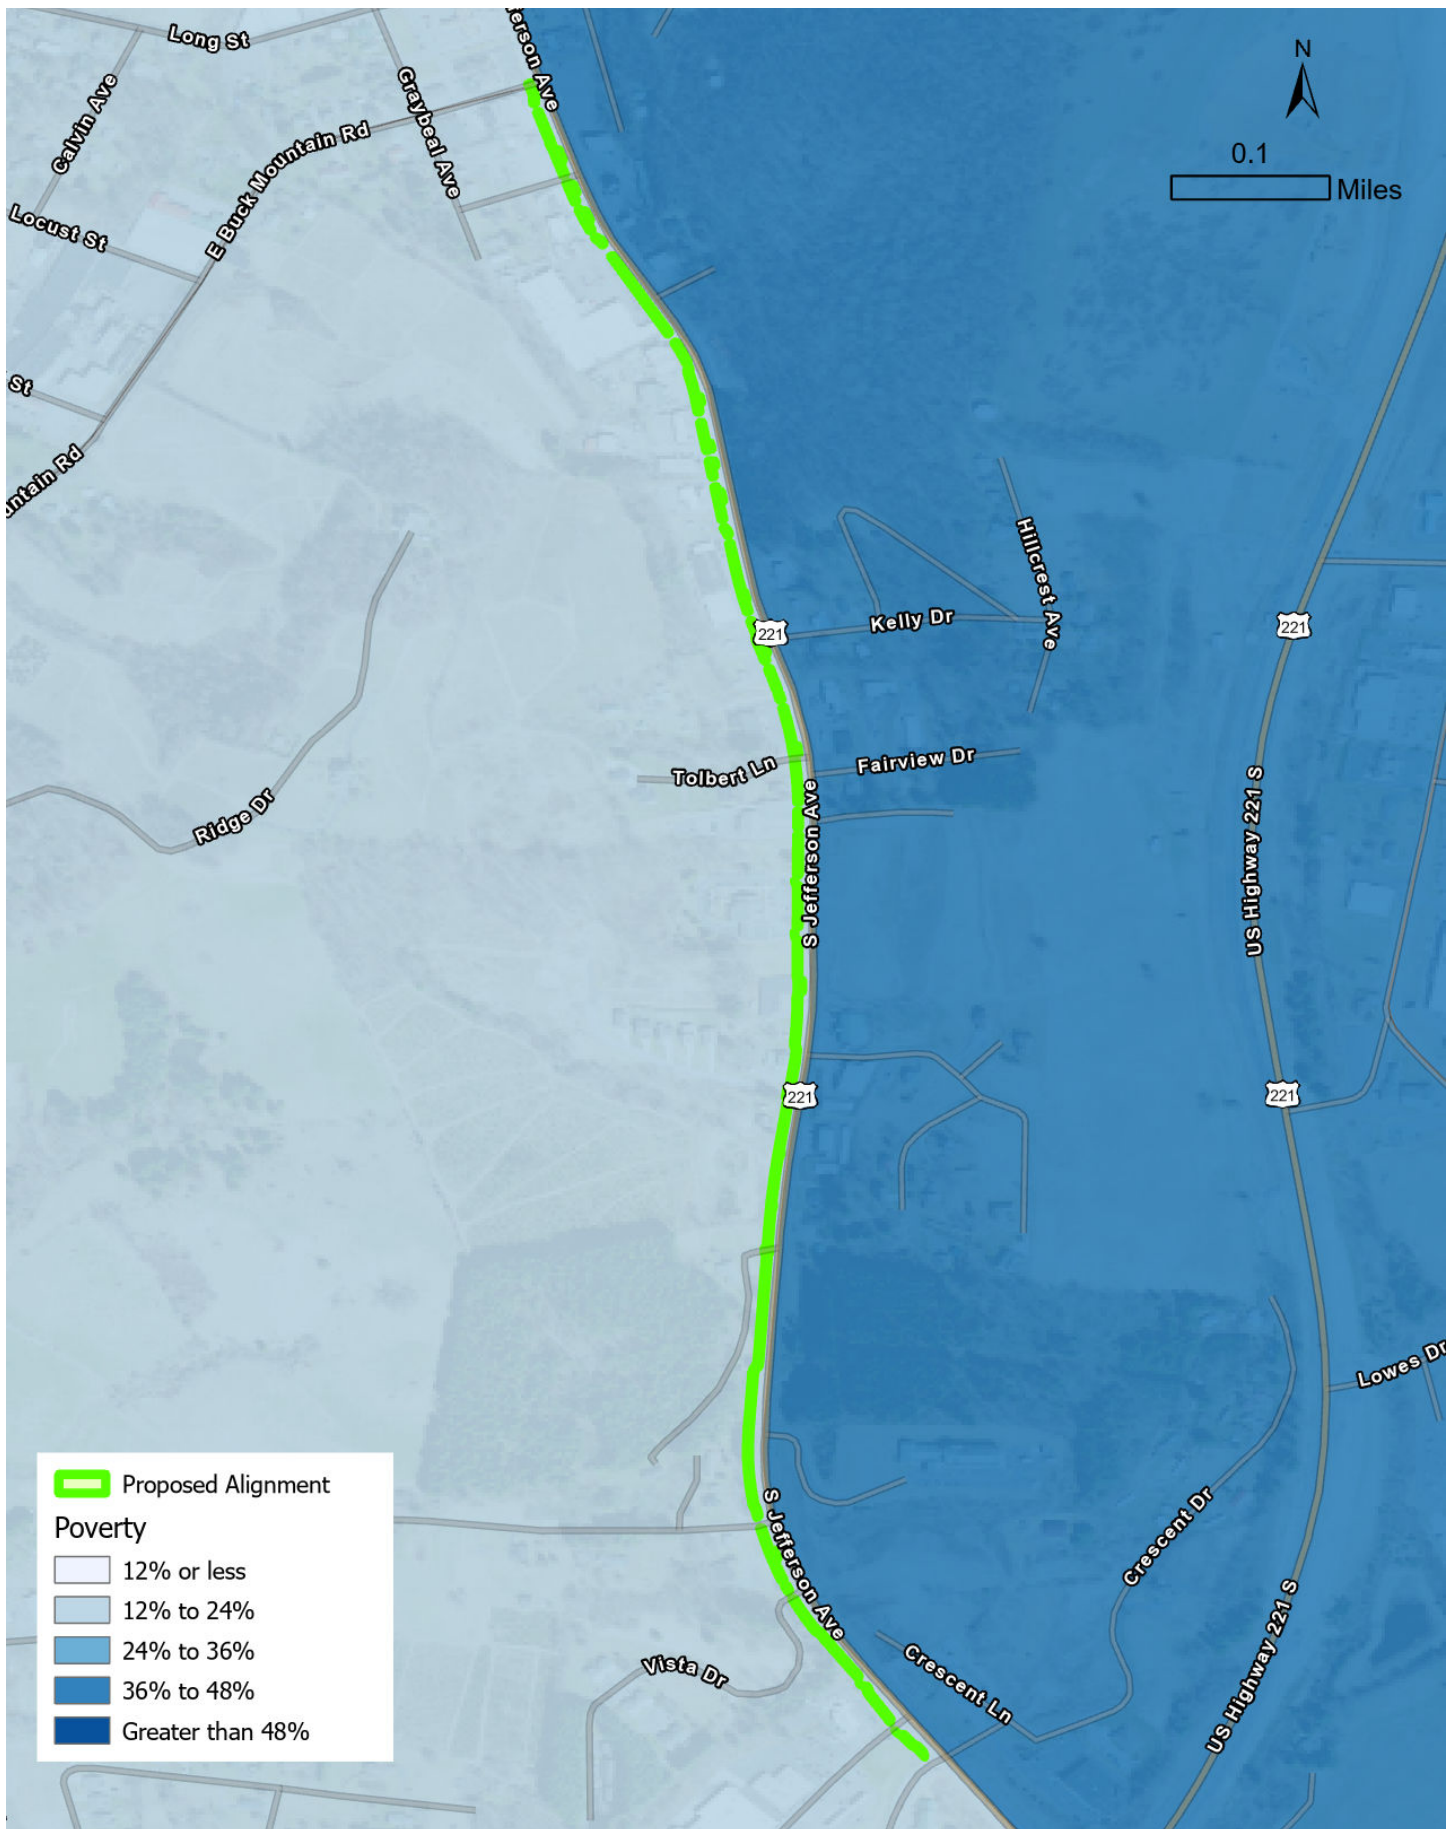 Long St
Calvin Ave
Graybeal Ave
E Buck Mountain Rd
Locust St
St
untain Rd
ferson Ave
N
0.1
Miles
Hillcrest Ave
Kelly Dr
221
221
Tolbert Ln
Fairview Dr
S Jefferson Ave
US Highway 221 S
Ridge Dr
221
221
Lowes Dr
S Jefferson Ave
Crescent Dr
Crescent Ln
Vista Dr
US Highway 221 S
Proposed Alignment
Poverty
12% or less
12% to 24%
24% to 36%
36% to 48%
Greater than 48%